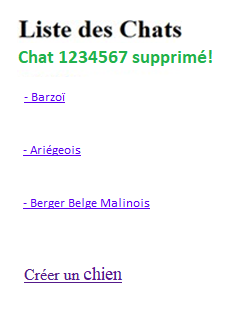 Liste des Chats
Chat 1234567 supprimé!
- Barzoï
- Ariégeois
- Berger Belge Malinois
Créer un chien